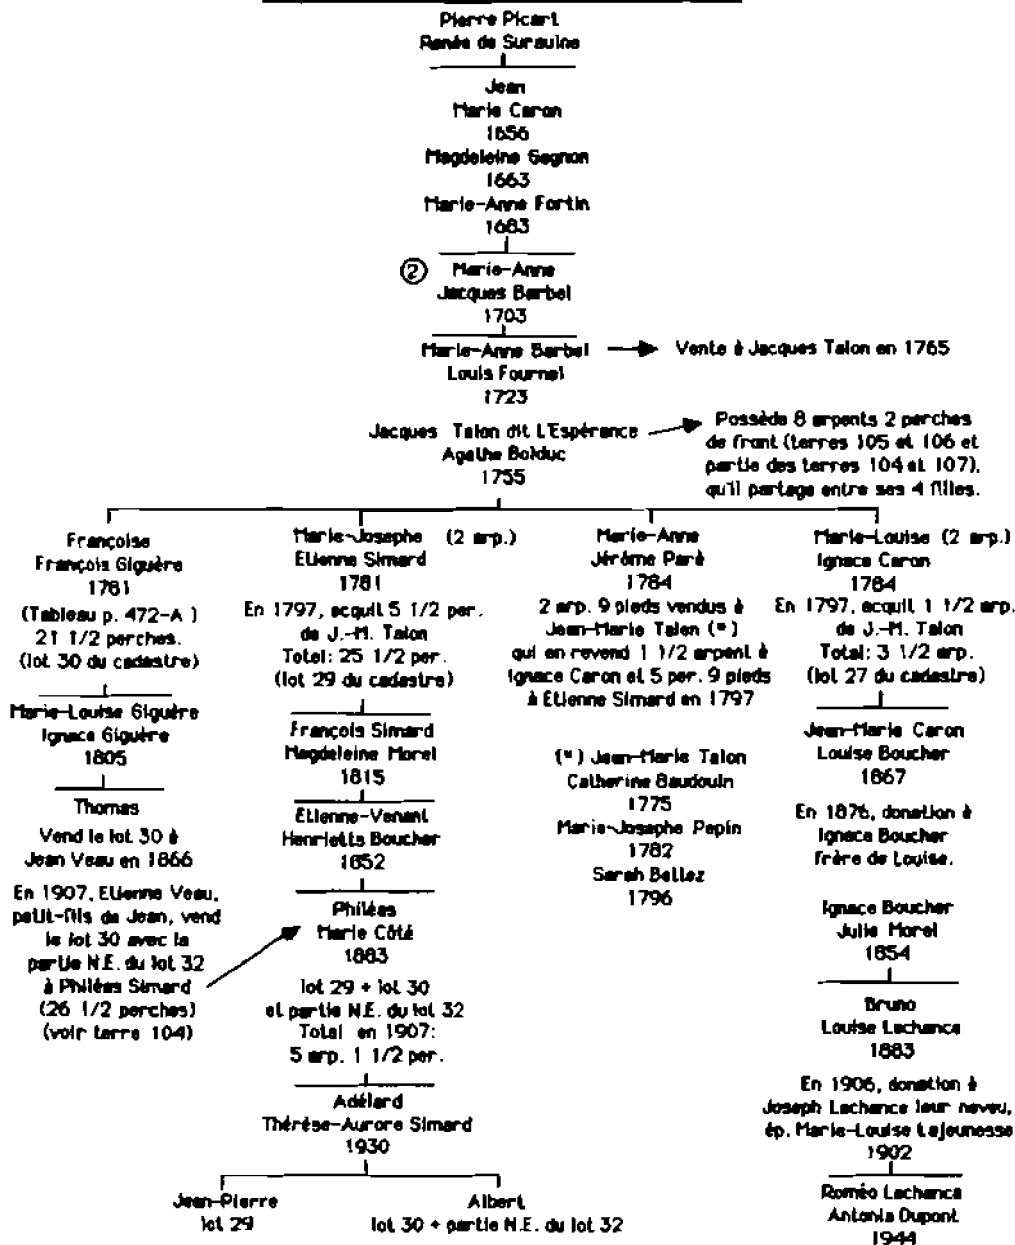 Pierre Picart
Renée de Suraulne
Jean
Marie Caron
1656
Magdeleine Gagnon
1663
Marie-Anne Fortin
1683
② Marie-Anne
Jacques Barbel
1703
Marie-Anne Barbel
Louis Fournel
1723
Vente à Jacques Talon en 1765
Jacques Talon dit L'Espérance
Agathe Bolduc
1755
Possède 8 arpents 2 perches
de front (terres 105 et 106 et
partie des terres 104 et 107),
qu'il partage entre ses 4 filles.
Françoise
François Giguère
1781
(Tableau p. 472-A )
21 1/2 perches.
(lot 30 du cadastre)
Marie-Louise Giguère
Ignace Giguère
1805
Thomas
Vend le lot 30 à
Jean Veau en 1866
En 1907, Etienne Veau,
petit-fils de Jean, vend
le lot 30 avec la
partie N.E. du lot 32
à Philéas Simard
(26 1/2 perches)
(voir terre 104)
Marie-Josephe (2 arp.)
Etienne Simard
1781
En 1797, acquit 5 1/2 per.
de J.-M. Talon
Total: 25 1/2 per.
(lot 29 du cadastre)
François Simard
Magdeleine Morel
1815
Etienne-Venant
Henrietts Boucher
1852
Philéas
Marie Côté
1883
lot 29 + lot 30
et partie N.E. du lot 32
Total en 1907:
5 arp. 1 1/2 per.
Adélard
Thérèse-Aurore Simard
1930
Jean-Pierre
lot 29
Albert
lot 30 + partie N.E. du lot 32
Marie-Anne
Jérôme Paré
1784
2 arp. 9 pieds vendus à
Jean-Marie Talon (*)
qui en revend 1 1/2 arpent à
Ignace Caron et 5 per. 9 pieds
à Etienne Simard en 1797
(*) Jean-Marie Talon
Catherine Baudouin
1775
Marie-Josephe Pepin
1782
Sarah Bellez
1796
Marie-Louise (2 arp.)
Ignace Caron
1784
En 1797, acquit 1 1/2 arp.
de J.-M. Talon
Total: 3 1/2 arp.
(lot 27 du cadastre)
Jean-Marie Caron
Louise Boucher
1867
En 1876, donation à
Ignace Boucher
frère de Louise.
Ignace Boucher
Julie Morel
1854
Bruno
Louise Lachance
1883
En 1906, donation à
Joseph Lachance leur neveu,
ép. Marie-Louise Lajeunesse
1902
Roméo Lachance
Antonia Dupont
1944